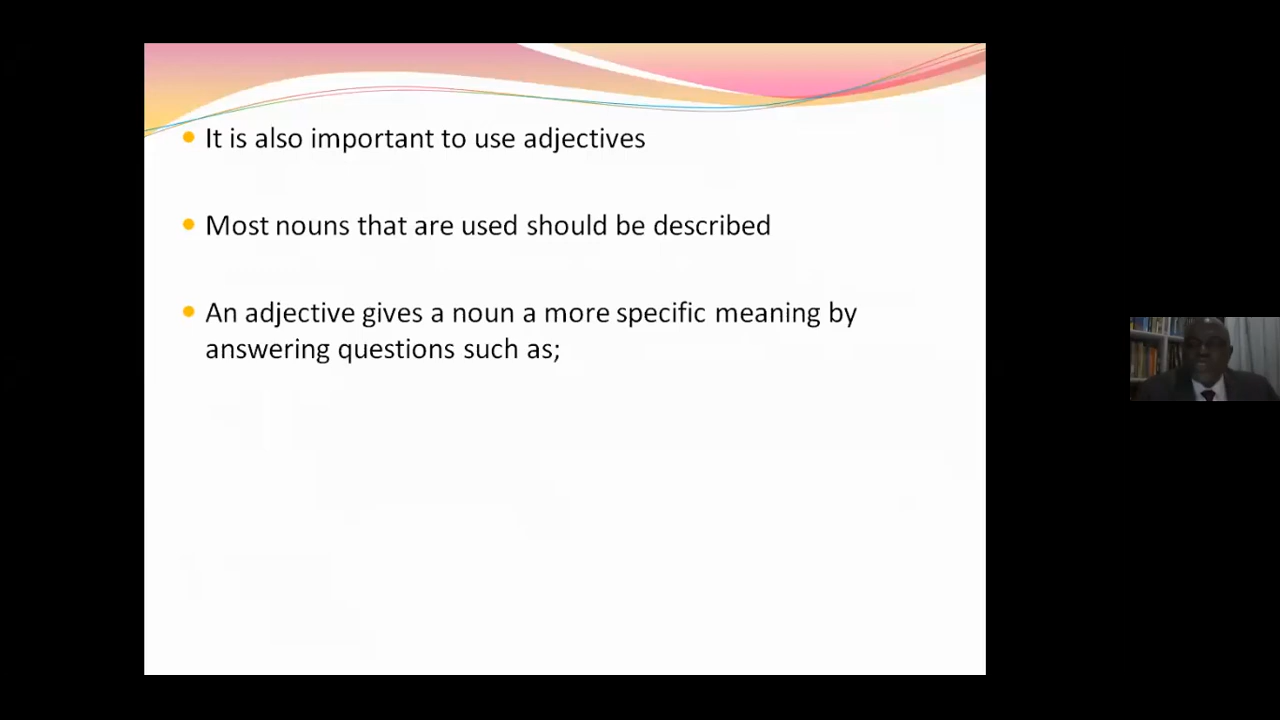 It is also important to use adjectives
Most nouns that are used should be described
An adjective gives a noun a more specific meaning by
answering questions such as;